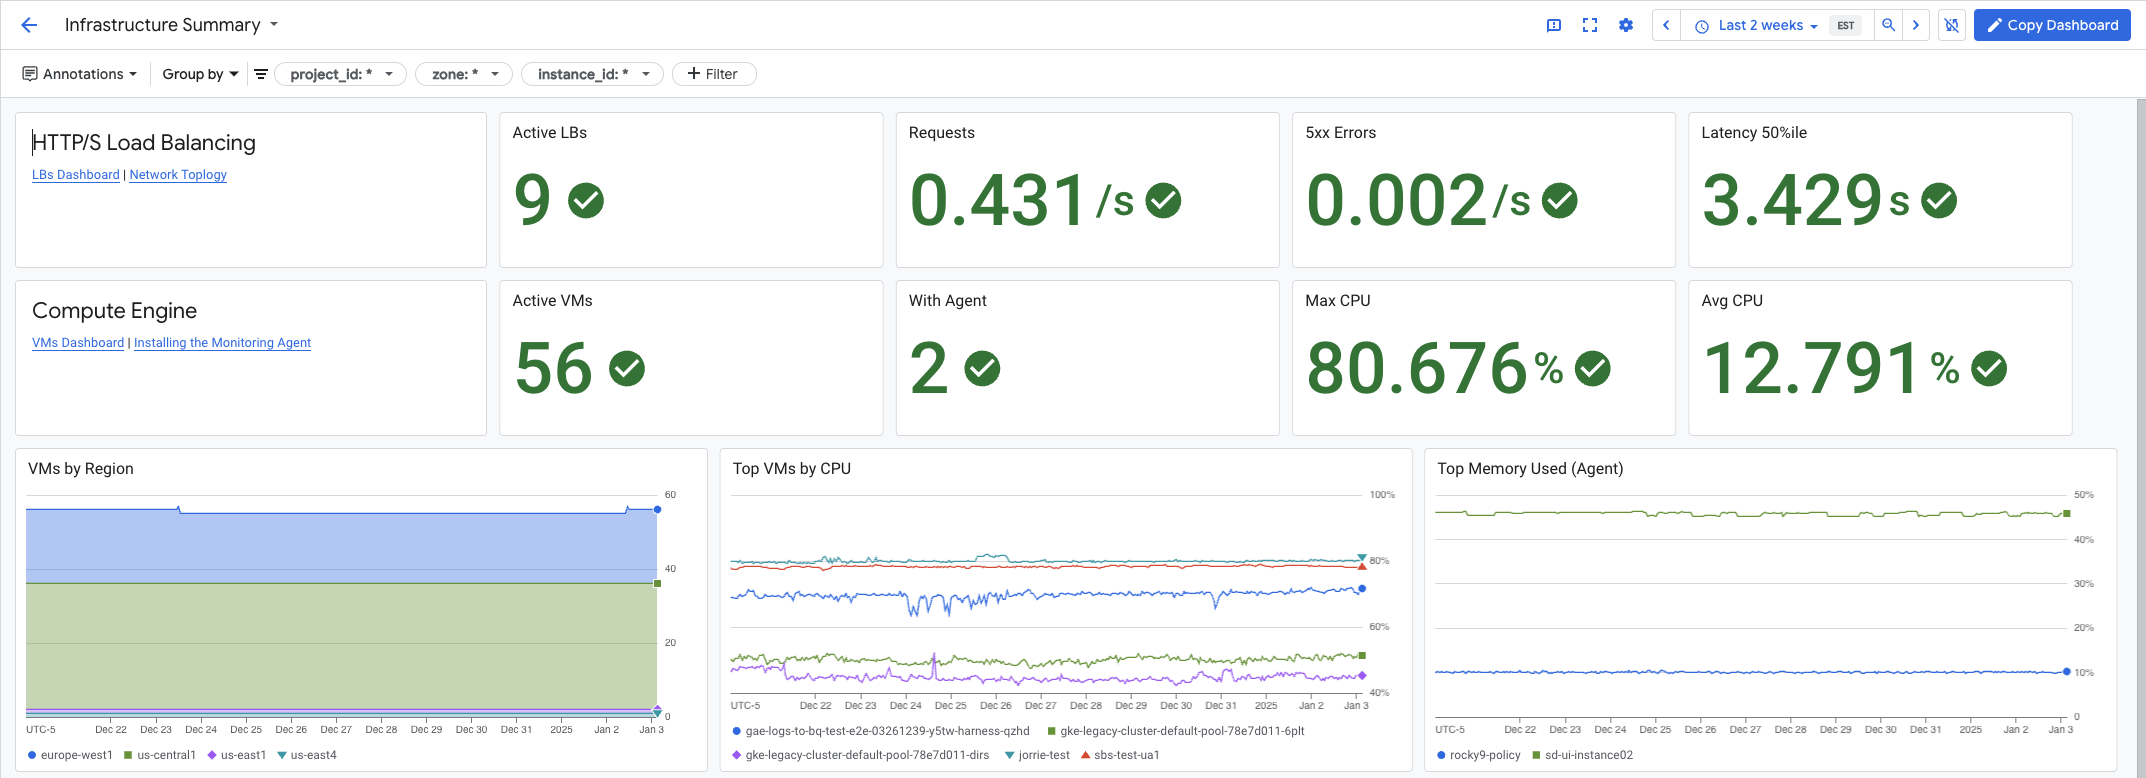 Infrastructure Summary
Last 2 weeks
EST
Copy Dashboard
Annotations
Group by
project_id: *
zone: *
instance_id: *
Filter
HTTP/S Load Balancing
LBs Dashboard | Network Toplogy
Active LBs
9
Requests
0.431/s
5xx Errors
0.002/s
Latency 50%ile
3.429 s
Compute Engine
VMs Dashboard | Installing the Monitoring Agent
Active VMs
56
With Agent
2
Max CPU
80.676 %
Avg CPU
12.791 %
VMs by Region
60
40
20
0
UTC-5 Dec 22 Dec 23 Dec 24 Dec 25 Dec 26 Dec 27 Dec 28 Dec 29 Dec 30 Dec 31 2025 Jan 2 Jan 3
europe-west1 us-central1 us-east1 us-east4
Top VMs by CPU
100%
80%
60%
40%
UTC-5 Dec 22 Dec 23 Dec 24 Dec 25 Dec 26 Dec 27 Dec 28 Dec 29 Dec 30 Dec 31 2025 Jan 2 Jan 3
gae-logs-to-bq-test-e2e-03261239-y5tw-harness-qzhd gke-legacy-cluster-default-pool-78e7d011-6plt
gke-legacy-cluster-default-pool-78e7d011-dirs jorrie-test sbs-test-ua1
Top Memory Used (Agent)
50%
40%
30%
20%
10%
0
UTC-5 Dec 22 Dec 23 Dec 24 Dec 25 Dec 26 Dec 27 Dec 28 Dec 29 Dec 30 Dec 31 2025 Jan 2 Jan 3
rocky9-policy sd-ui-instance02